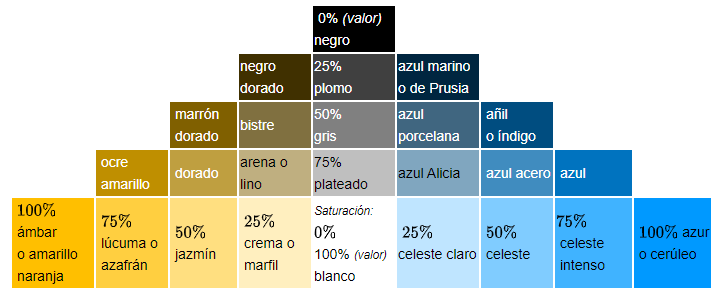 0% (valor)
negro
negro
dorado
25%
plomo
azul marino
o de Prusia
marrón
dorado
bistre
50%
gris
azul
porcelana
añil
o índigo
ocre
amarillo
dorado
arena o
lino
75%
plateado
azul Alicia
azul acero
azul
100%
ámbar
o amarillo
naranja
75%
lúcuma o
azafrán
50%
jazmín
25%
crema o
marfil
Saturación:
0%
100% (valor)
blanco
25%
celeste claro
50%
celeste
75%
celeste
intenso
100% azur
o cerúleo